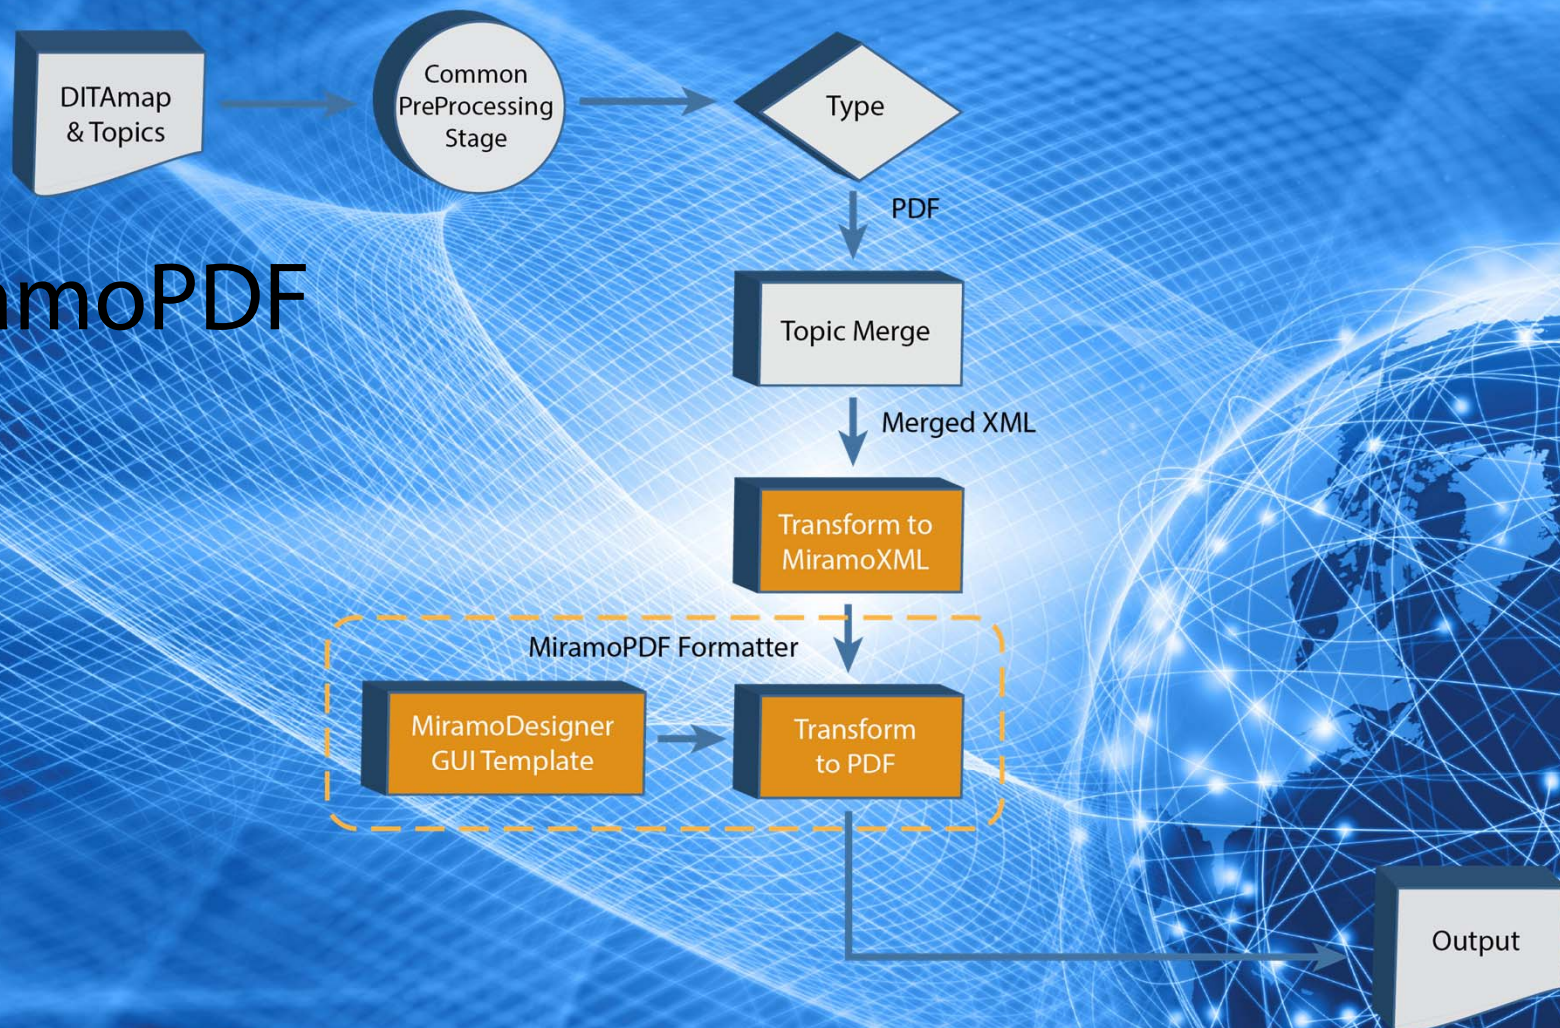 DITAmap
& Topics
Common
PreProcessing
Stage
Type
PDF
amoPDF
Topic Merge
Merged XML
Transform to
MiramoXML
MiramoPDF Formatter
MiramoDesigner
GUI Template
Transform
to PDF
Output